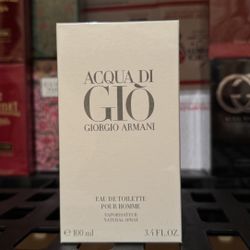 ACQUA DI
GIÒ
GIORGIO ARMANI
EAU DE TOILETTE
POUR HOMME
VAPORISATEUR
NATURAL SPRAY
e 100 ml
3.4 FL.OZ.